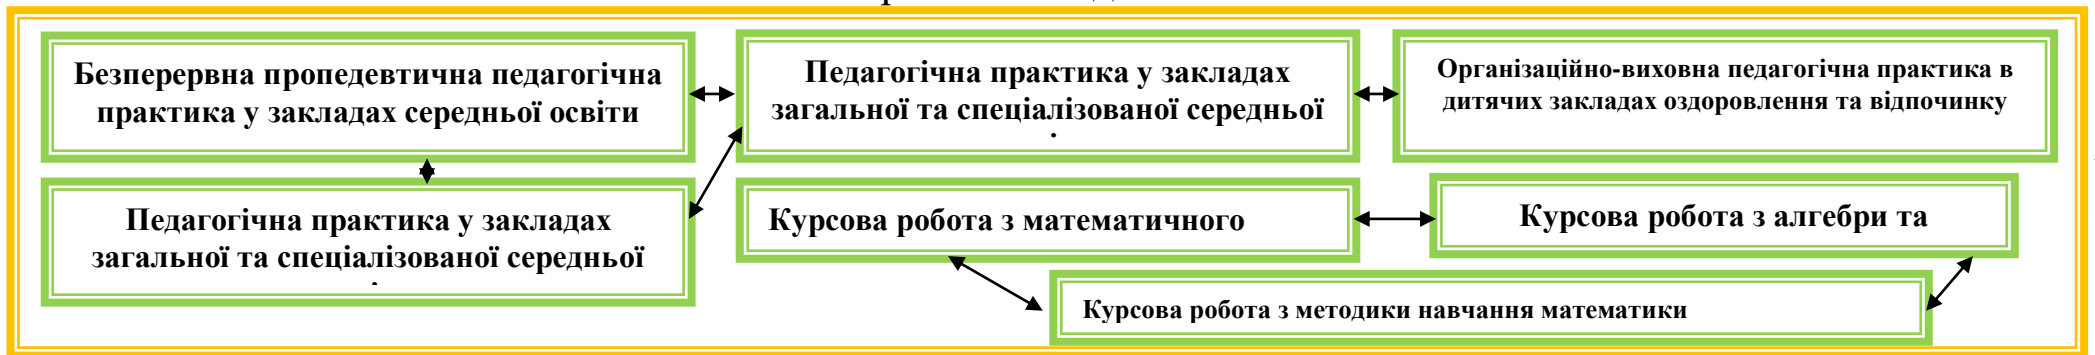 Безперервна пропедевтична педагогічна
практика у закладах середньої освіти
Педагогічна практика у закладах
загальної та спеціалізованої середньої
Організаційно-виховна педагогічна практика в
дитячих закладах оздоровлення та відпочинку
Педагогічна практика у закладах
загальної та спеціалізованої середньої
Курсова робота з математичного
Курсова робота з алгебри та
Курсова робота з методики навчання математики